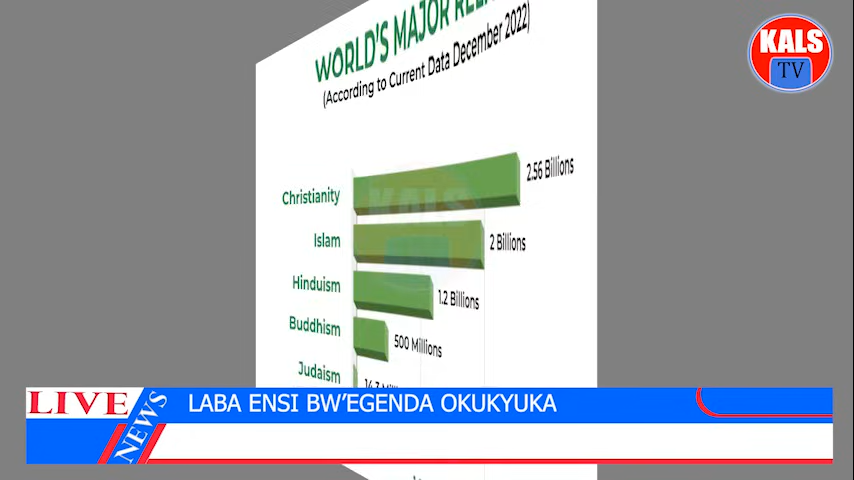 WORLD'S MAJOR
(According to Current Data December 2022)
KALS
TV
Christianity 2.56 Billions
KALS
Islam 2 Billions
Hinduism 1.2 Billions
Buddhism 500 Millions
Judaism
LIVE
NEWS
LABA ENSI BW'EGENDA OKUKYUKA